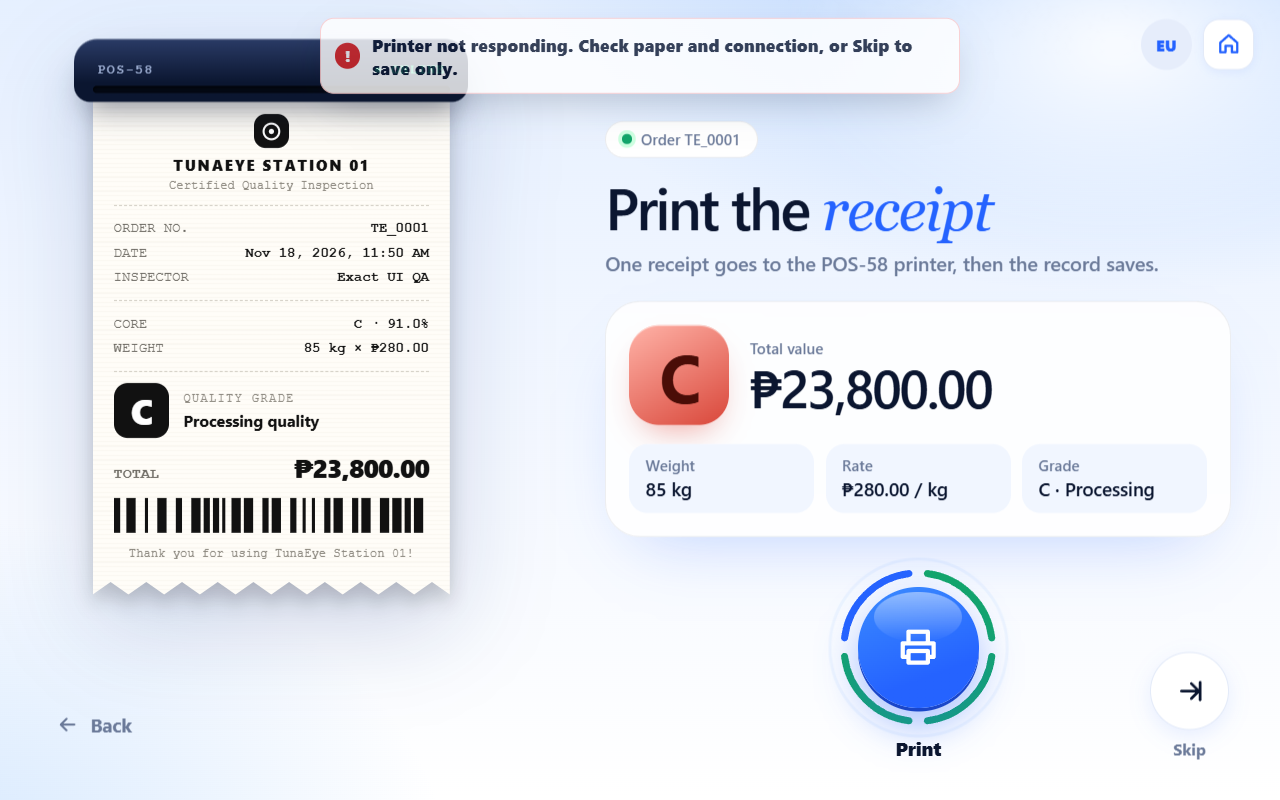 Printer not responding. Check paper and connection, or Skip to
save only.
EU
POS-58
TUNAEYE STATION 01
Certified Quality Inspection
ORDER NO. TE_0001
DATE Nov 18, 2026, 11:50 AM
INSPECTOR Exact UI QA
CORE C · 91.0%
WEIGHT 85 kg × ₱280.00
C
QUALITY GRADE
Processing quality
TOTAL ₱23,800.00
Thank you for using TunaEye Station 01!
Back
Order TE_0001
Print the receipt
One receipt goes to the POS-58 printer, then the record saves.
C
Total value
₱23,800.00
Weight
85 kg
Rate
₱280.00 / kg
Grade
C · Processing
Print
Skip